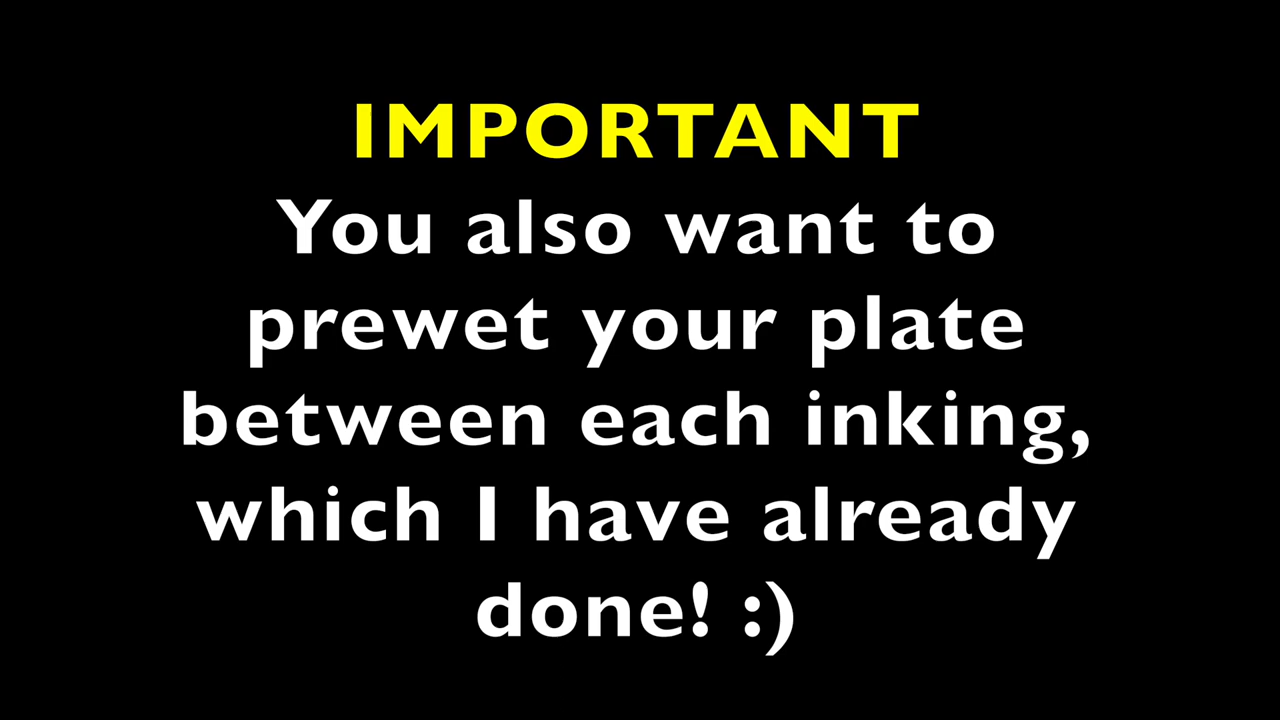 IMPORTANT
You also want to
prewet your plate
between each inking,
which I have already
done! :)